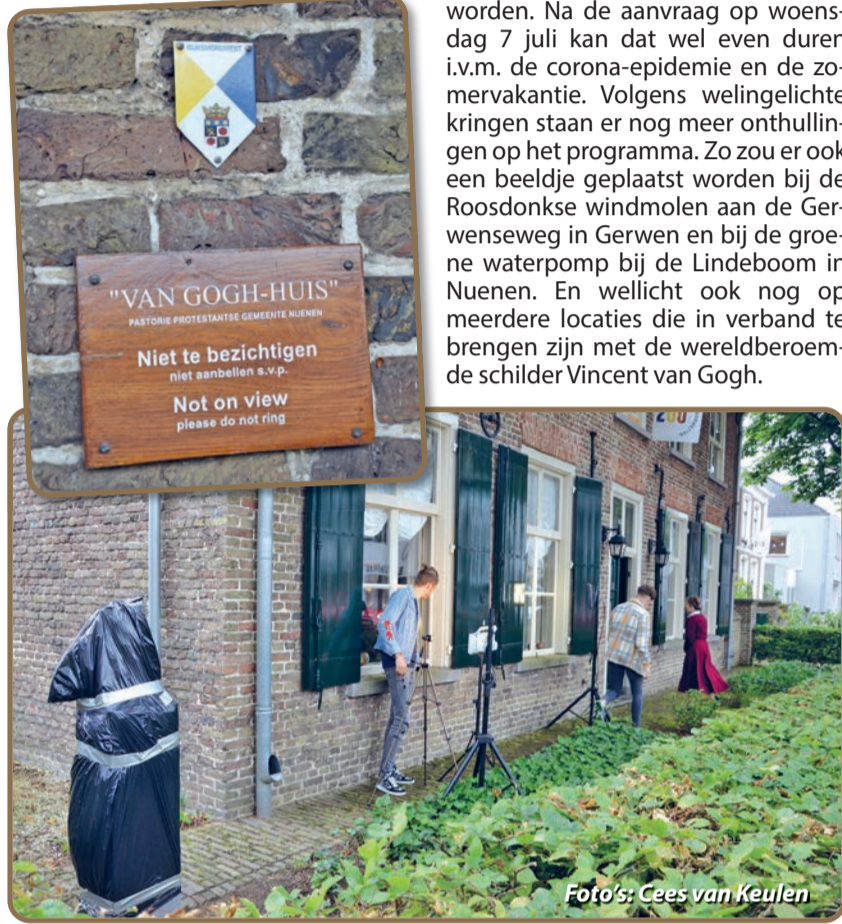 RIJKSMONUMENT
"VAN GOGH-HUIS"
PASTORIE PROTESTANTSE GEMEENTE NUENEN
Niet te bezichtigen
niet aanbellen s.v.p.
Not on view
please do not ring
worden. Na de aanvraag op woens-
dag 7 juli kan dat wel even duren
i.v.m. de corona-epidemie en de zo-
mervakantie. Volgens welingelichte
kringen staan er nog meer onthullin-
gen op het programma. Zo zou er ook
een beeldje geplaatst worden bij de
Roosdonkse windmolen aan de Ger-
wenseweg in Gerwen en bij de groe-
ne waterpomp bij de Lindeboom in
Nuenen. En wellicht ook nog op
meerdere locaties die in verband te
brengen zijn met de wereldberoem-
de schilder Vincent van Gogh.
200
Foto's: Cees van Keulen